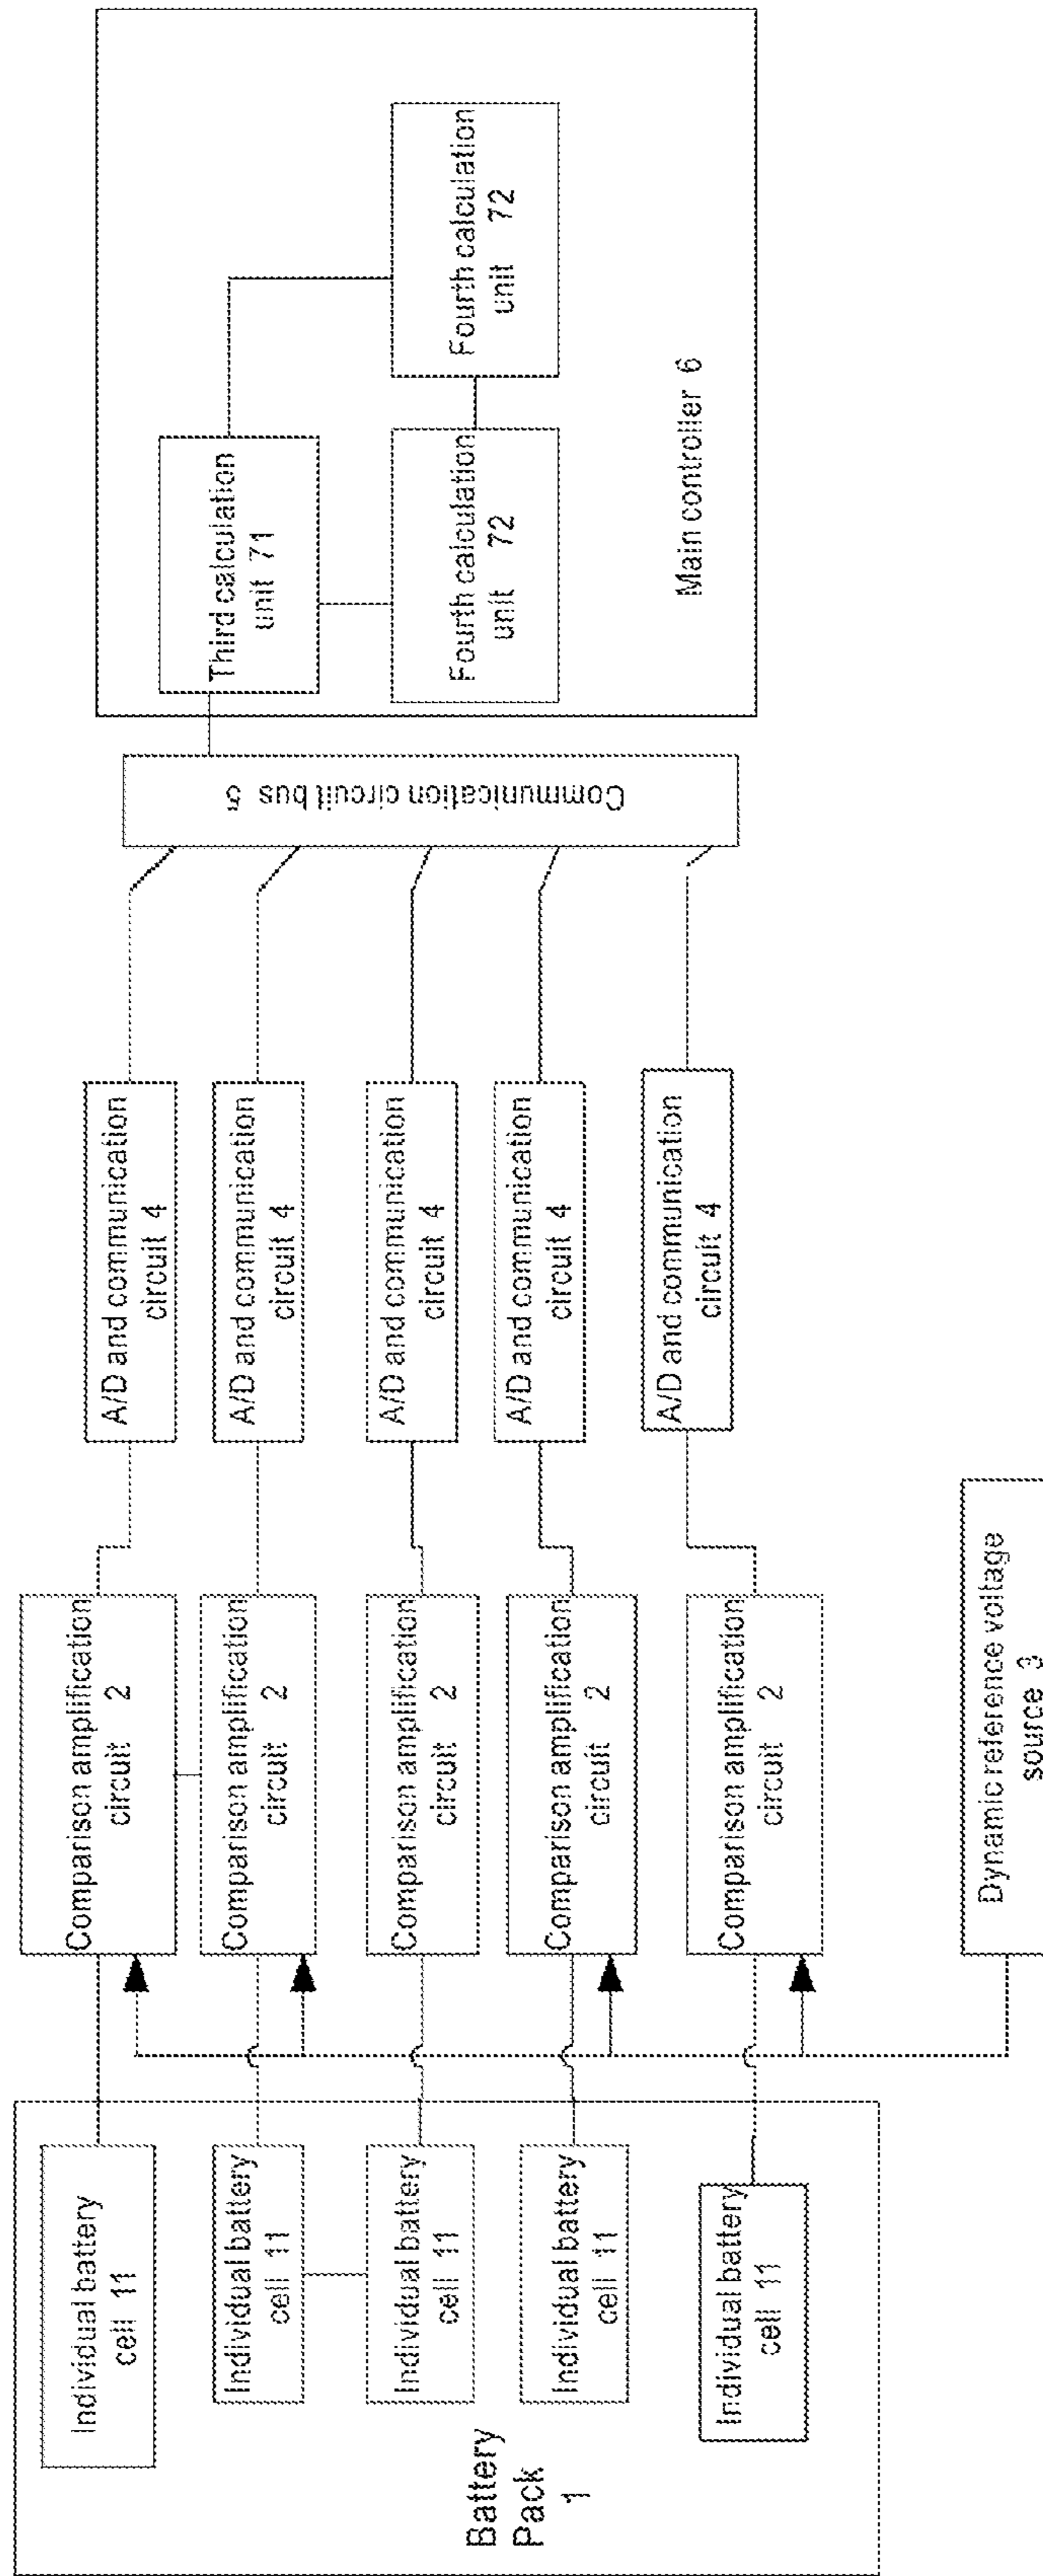 Battery
Pack
1
Individual battery
cell 11
Individual battery
cell 11
Individual battery
cell 11
Individual battery
cell 11
Individual battery
cell 11
Comparison amplification
circuit 2
Comparison amplification
circuit 2
Comparison amplification
circuit 2
Comparison amplification
circuit 2
Comparison amplification
circuit 2
Dynamic reference voltage
source 3
A/D and communication
circuit 4
A/D and communication
circuit 4
A/D and communication
circuit 4
A/D and communication
circuit 4
A/D and communication
circuit 4
Communication circuit bus 5
Third calculation
unit 71
Fourth calculation
unit 72
Fourth calculation
unit 72
Main controller 6